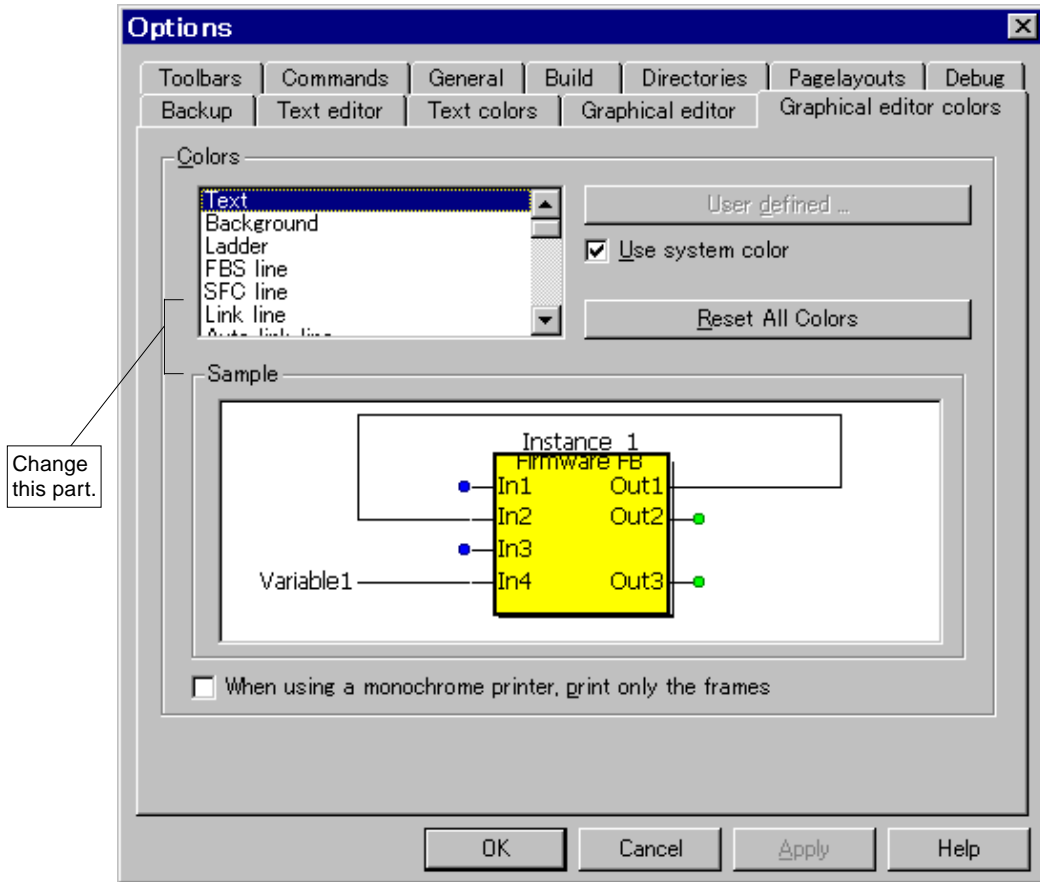 Options
Toolbars Commands General Build Directories Pagelayouts Debug
Backup Text editor Text colors Graphical editor Graphical editor colors
Colors
Text
Background
Ladder
FBS line
SFC line
Link line
Auto link line
User defined ...
Use system color
Reset All Colors
Change
this part.
Sample
Instance_1
Firmware FB
In1 Out1
In2 Out2
In3
Variable1 In4 Out3
When using a monochrome printer, print only the frames
OK Cancel Apply Help